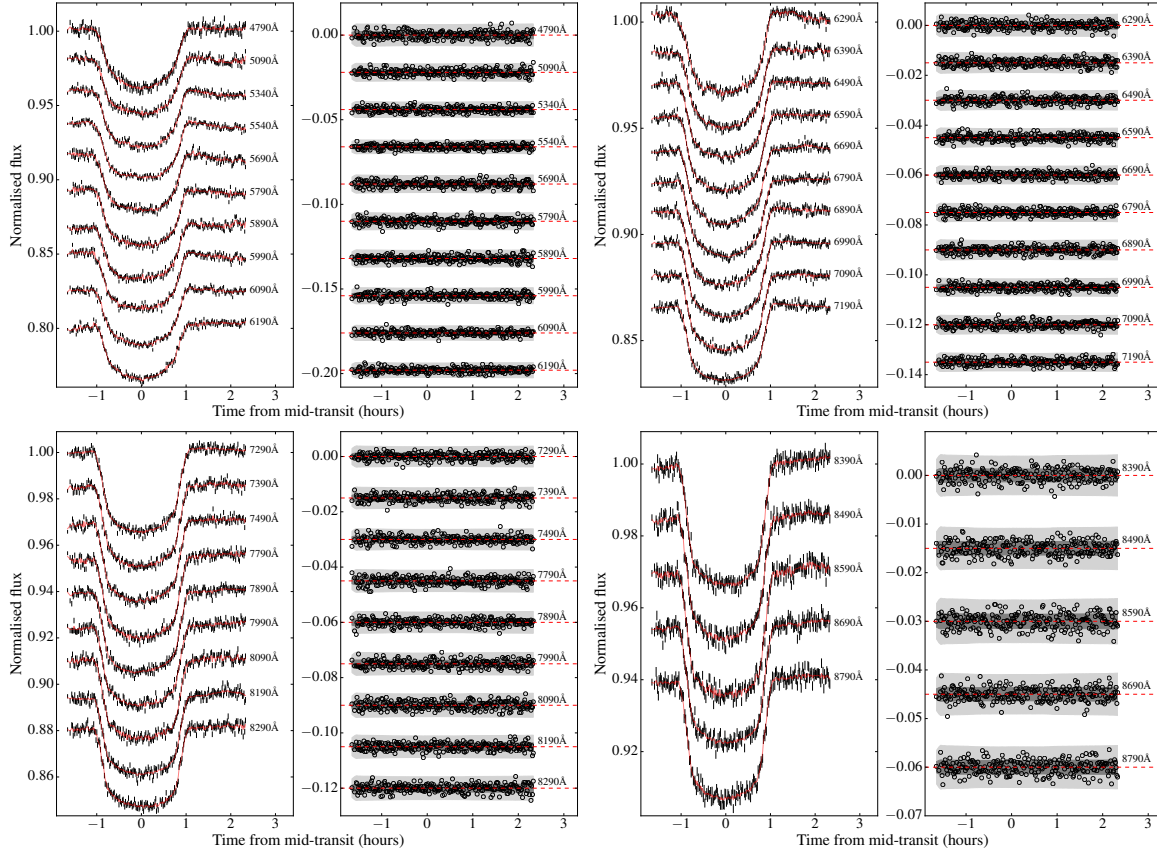 Normalised flux
1.00
0.95
0.90
0.85
0.80
4790Å
5090Å
5340Å
5540Å
5690Å
5790Å
5890Å
5990Å
6090Å
6190Å
−1 0 1 2 3
Time from mid-transit (hours)
0.00
−0.05
−0.10
−0.15
−0.20
4790Å
5090Å
5340Å
5540Å
5690Å
5790Å
5890Å
5990Å
6090Å
6190Å
−1 0 1 2 3
Normalised flux
1.00
0.95
0.90
0.85
6290Å
6390Å
6490Å
6590Å
6690Å
6790Å
6890Å
6990Å
7090Å
7190Å
−1 0 1 2 3
Time from mid-transit (hours)
0.00
−0.02
−0.04
−0.06
−0.08
−0.10
−0.12
−0.14
6290Å
6390Å
6490Å
6590Å
6690Å
6790Å
6890Å
6990Å
7090Å
7190Å
−1 0 1 2 3
Normalised flux
1.00
0.98
0.96
0.94
0.92
0.90
0.88
0.86
7290Å
7390Å
7490Å
7790Å
7890Å
7990Å
8090Å
8190Å
8290Å
−1 0 1 2 3
Time from mid-transit (hours)
0.00
−0.02
−0.04
−0.06
−0.08
−0.10
−0.12
7290Å
7390Å
7490Å
7790Å
7890Å
7990Å
8090Å
8190Å
8290Å
−1 0 1 2 3
Normalised flux
1.00
0.98
0.96
0.94
0.92
8390Å
8490Å
8590Å
8690Å
8790Å
−1 0 1 2 3
Time from mid-transit (hours)
0.00
−0.01
−0.02
−0.03
−0.04
−0.05
−0.06
−0.07
8390Å
8490Å
8590Å
8690Å
8790Å
−1 0 1 2 3